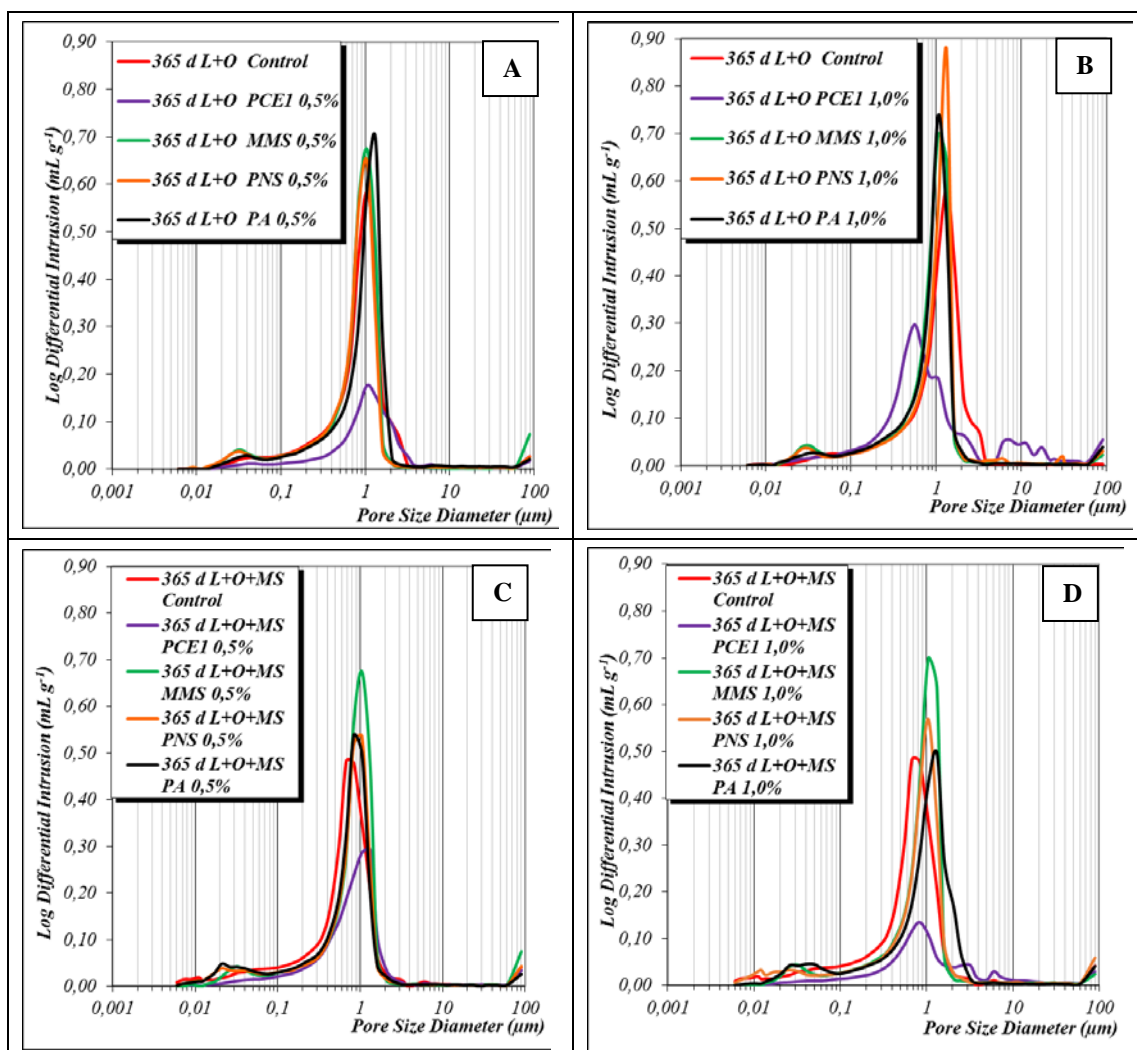 A
0,90
0,80
0,70
0,60
0,50
0,40
0,30
0,20
0,10
0,00
Log Differential Intrusion (mL g-1)
365 d L+O Control
365 d L+O PCE1 0,5%
365 d L+O MMS 0,5%
365 d L+O PNS 0,5%
365 d L+O PA 0,5%
0,001 0,01 0,1 1 10 100
Pore Size Diameter (µm)
B
0,90
0,80
0,70
0,60
0,50
0,40
0,30
0,20
0,10
0,00
Log Differential Intrusion (mL g-1)
365 d L+O Control
365 d L+O PCE1 1,0%
365 d L+O MMS 1,0%
365 d L+O PNS 1,0%
365 d L+O PA 1,0%
0,001 0,01 0,1 1 10 100
Pore Size Diameter (µm)
C
0,90
0,80
0,70
0,60
0,50
0,40
0,30
0,20
0,10
0,00
Log Differential Intrusion (mL g-1)
365 d L+O+MS
Control
365 d L+O+MS
PCE1 0,5%
365 d L+O+MS
MMS 0,5%
365 d L+O+MS
PNS 0,5%
365 d L+O+MS
PA 0,5%
0,001 0,01 0,1 1 10 100
Pore Size Diameter (µm)
D
0,90
0,80
0,70
0,60
0,50
0,40
0,30
0,20
0,10
0,00
Log Differential Intrusion (mL g-1)
365 d L+O+MS
Control
365 d L+O+MS
PCE1 1,0%
365 d L+O+MS
MMS 1,0%
365 d L+O+MS
PNS 1,0%
365 d L+O+MS
PA 1,0%
0,001 0,01 0,1 1 10 100
Pore Size Diameter (µm)